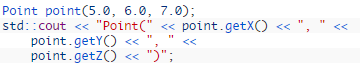 Point point(5.0, 6.0, 7.0);
std::cout << "Point(" << point.getX() << ", " <<
point.getY() << ", " <<
point.getZ() << ")";